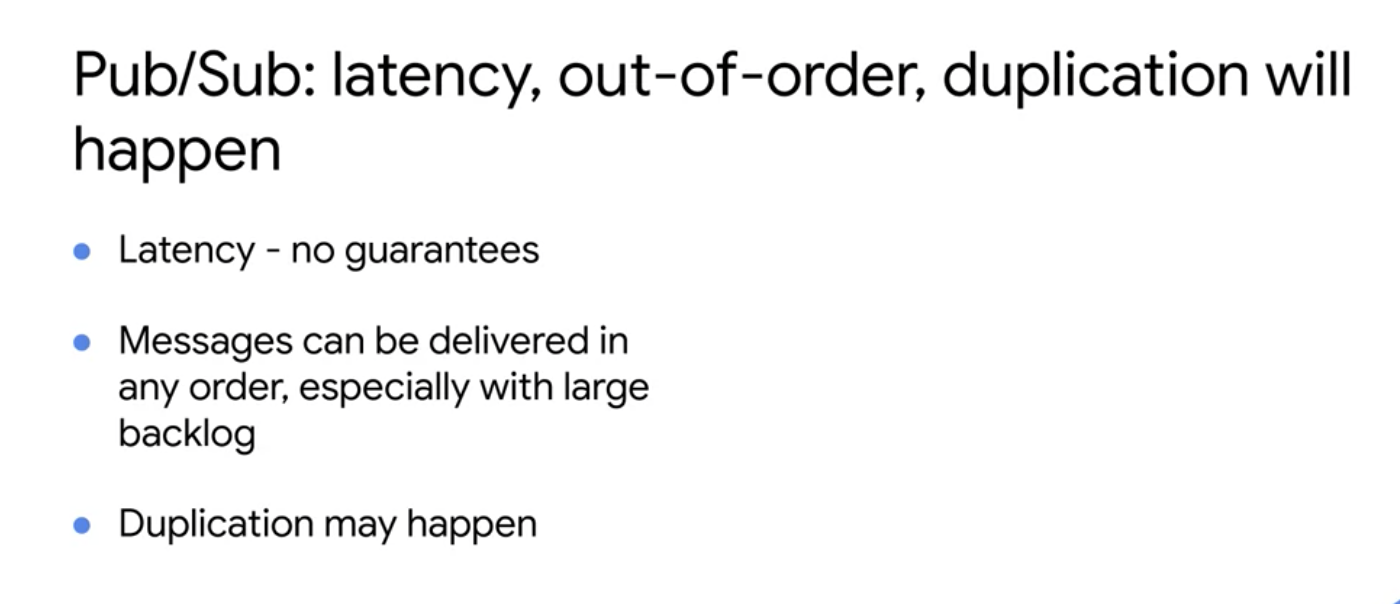 Pub/Sub: latency, out-of-order, duplication will
happen
● Latency - no guarantees
● Messages can be delivered in
any order, especially with large
backlog
● Duplication may happen